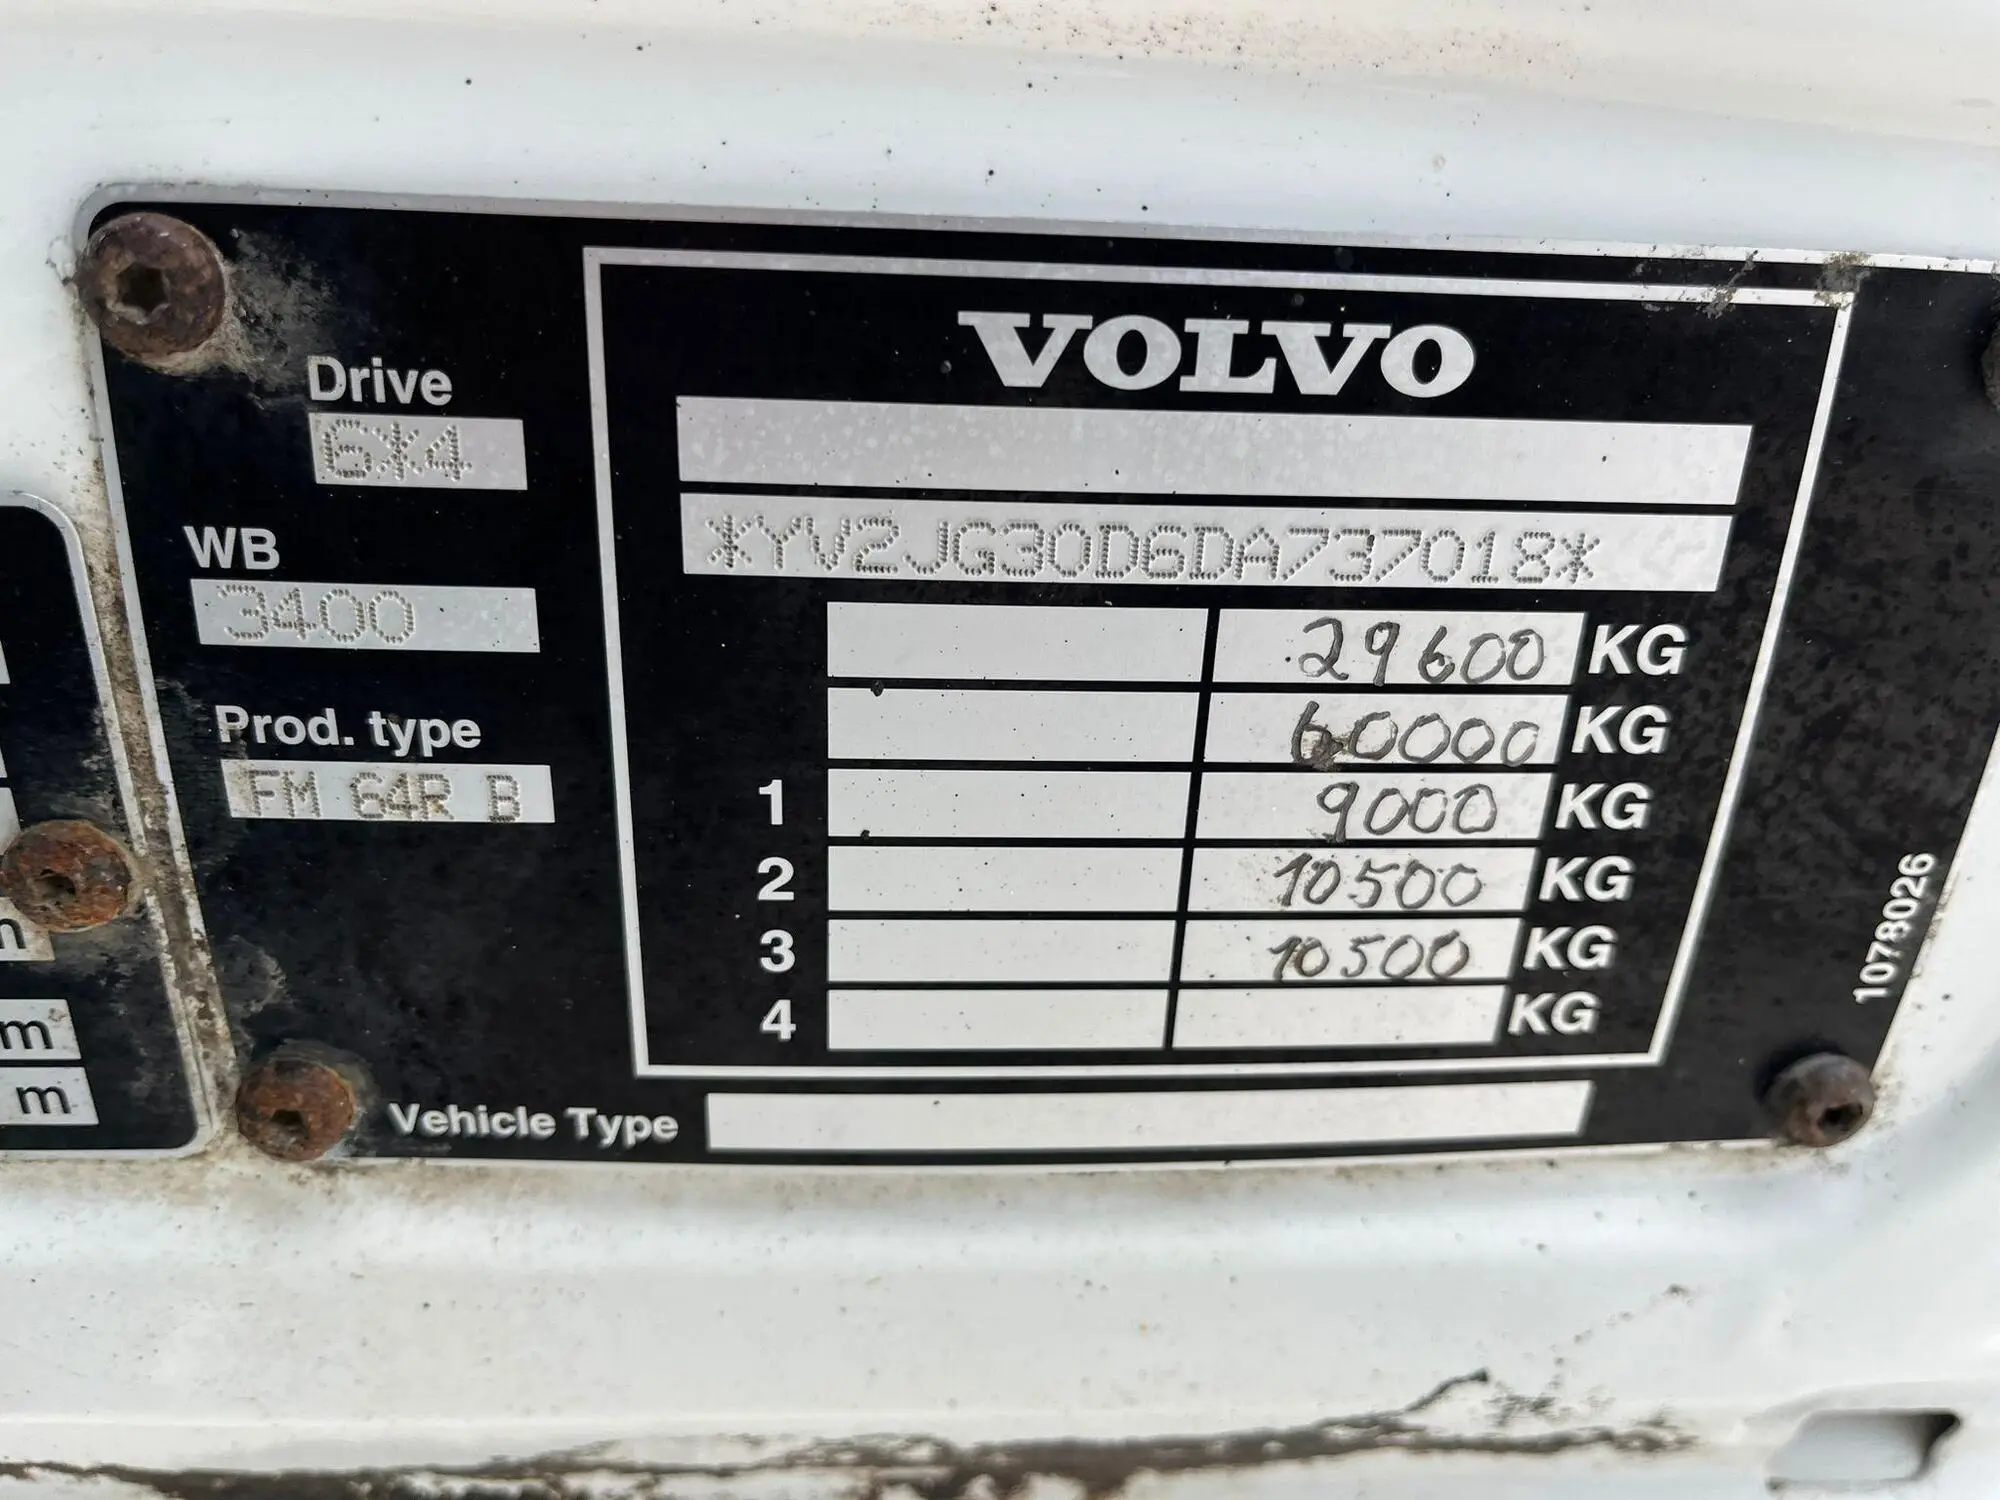 VOLVO
Drive
6X4
*YV2JG30D6DA737018*
WB
3400
29600 KG
60000 KG
Prod. type
FM 64R B
1 9000 KG
2 10500 KG
3 10500 KG
4 KG
Vehicle Type
1078026
m
m